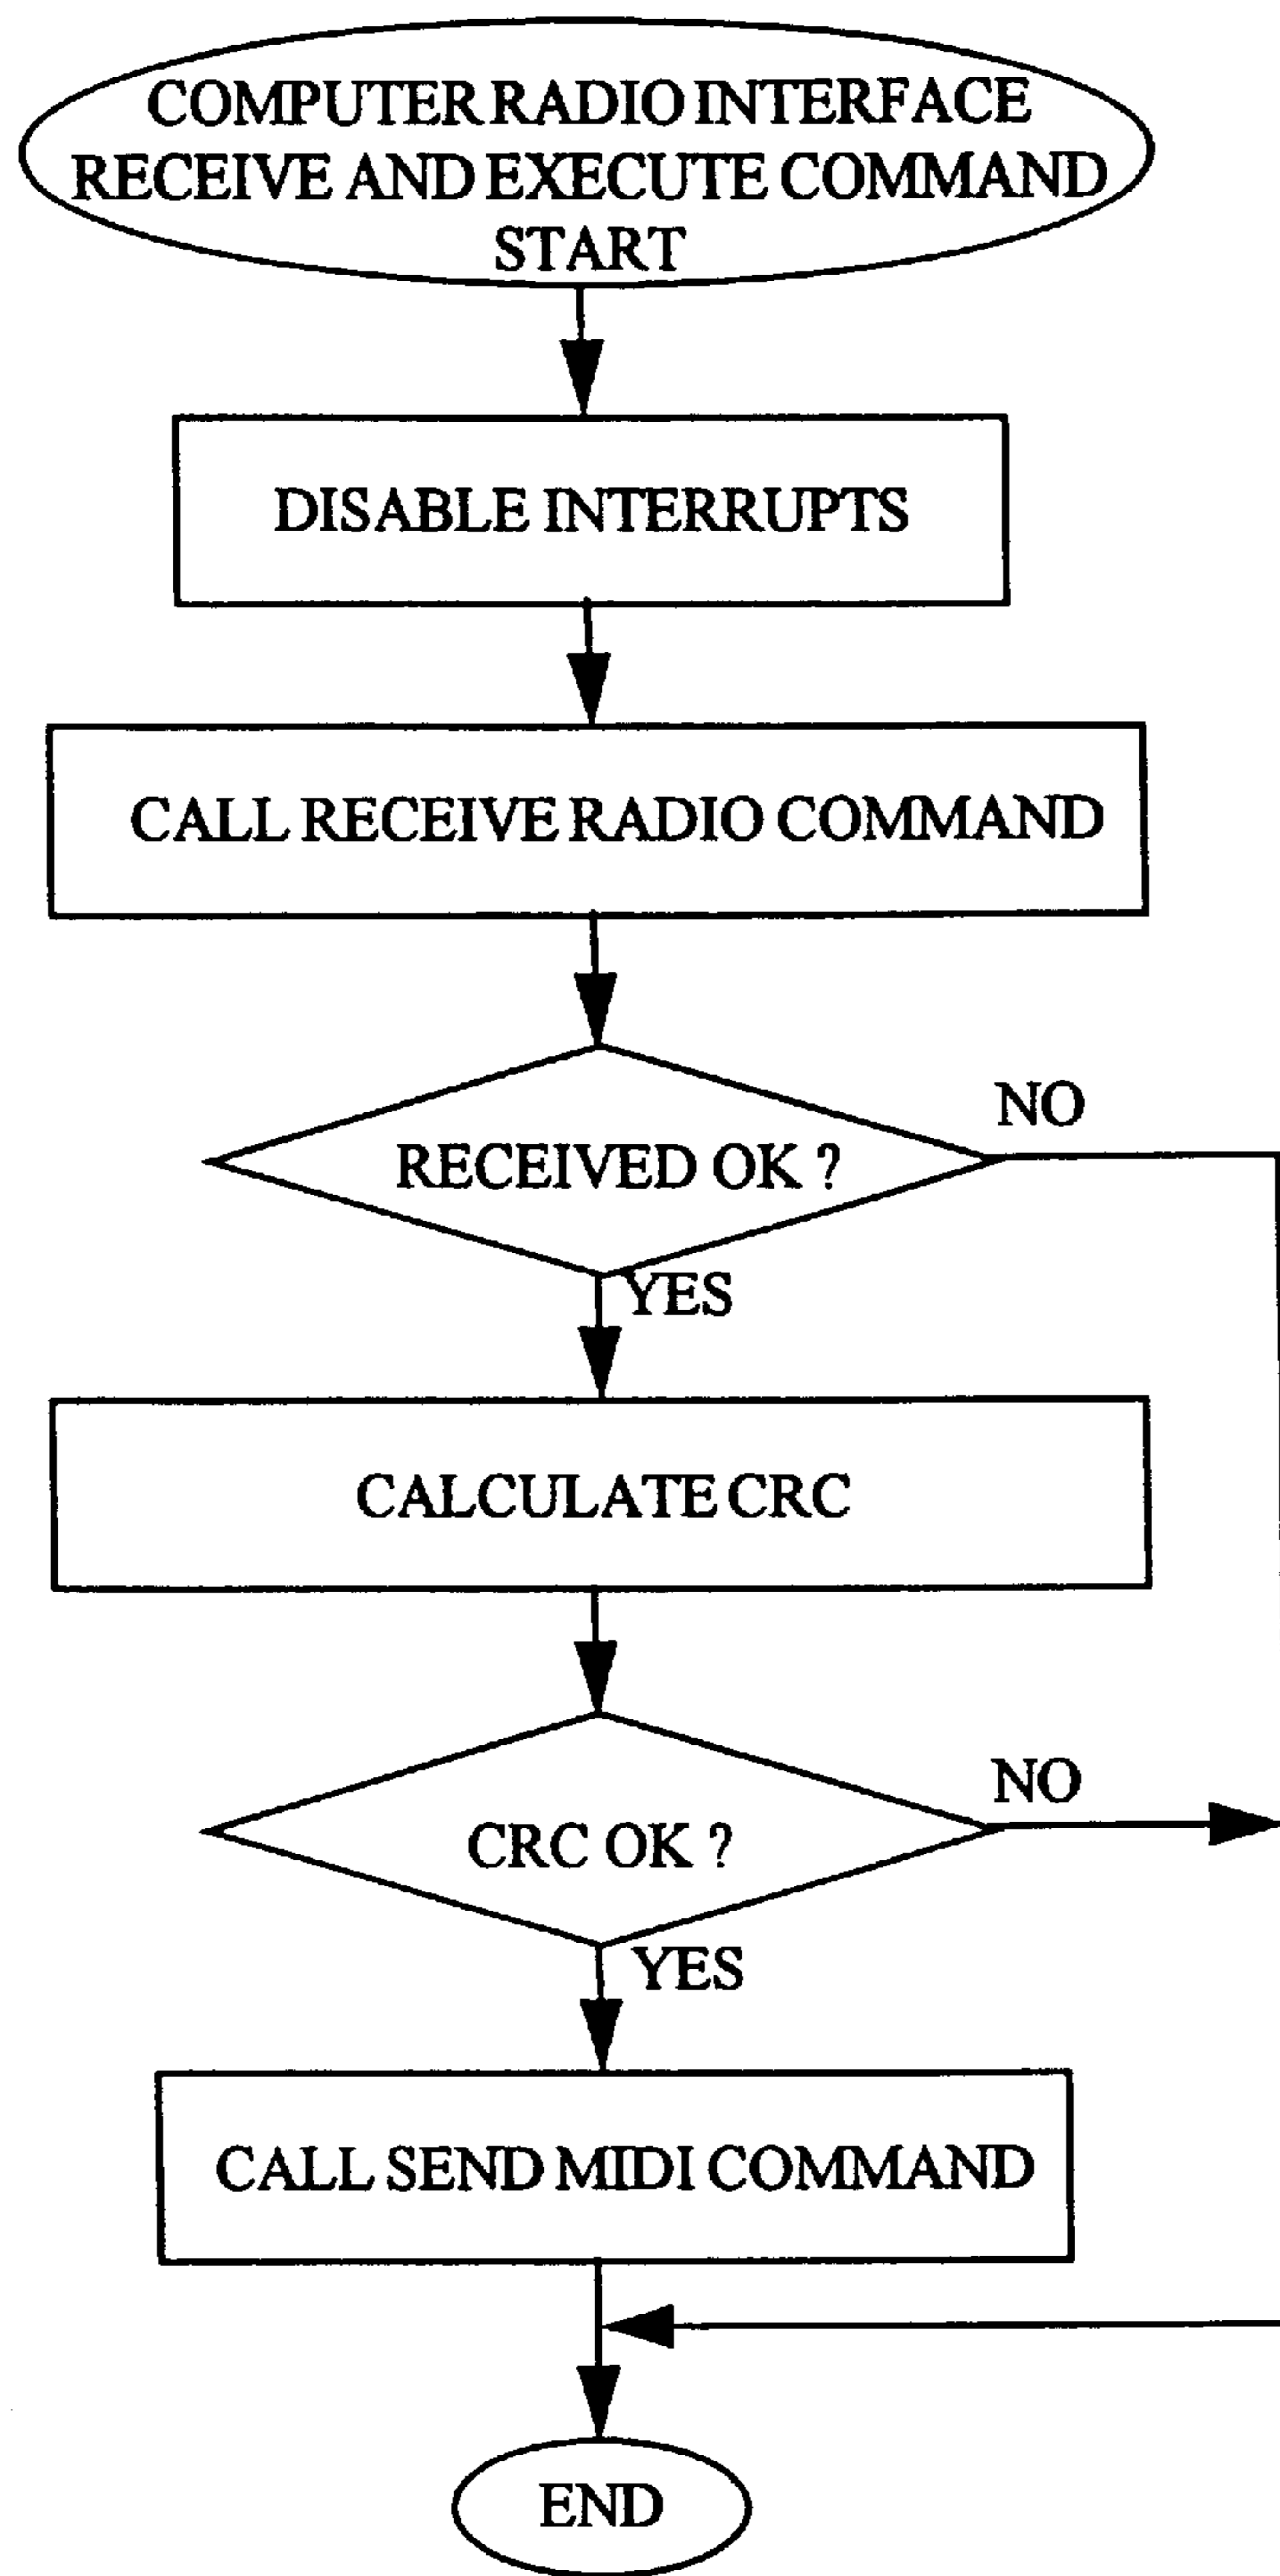 COMPUTER RADIO INTERFACE
RECEIVE AND EXECUTE COMMAND
START
DISABLE INTERRUPTS
CALL RECEIVE RADIO COMMAND
RECEIVED OK ?
NO
YES
CALCULATE CRC
CRC OK ?
NO
YES
CALL SEND MIDI COMMAND
END